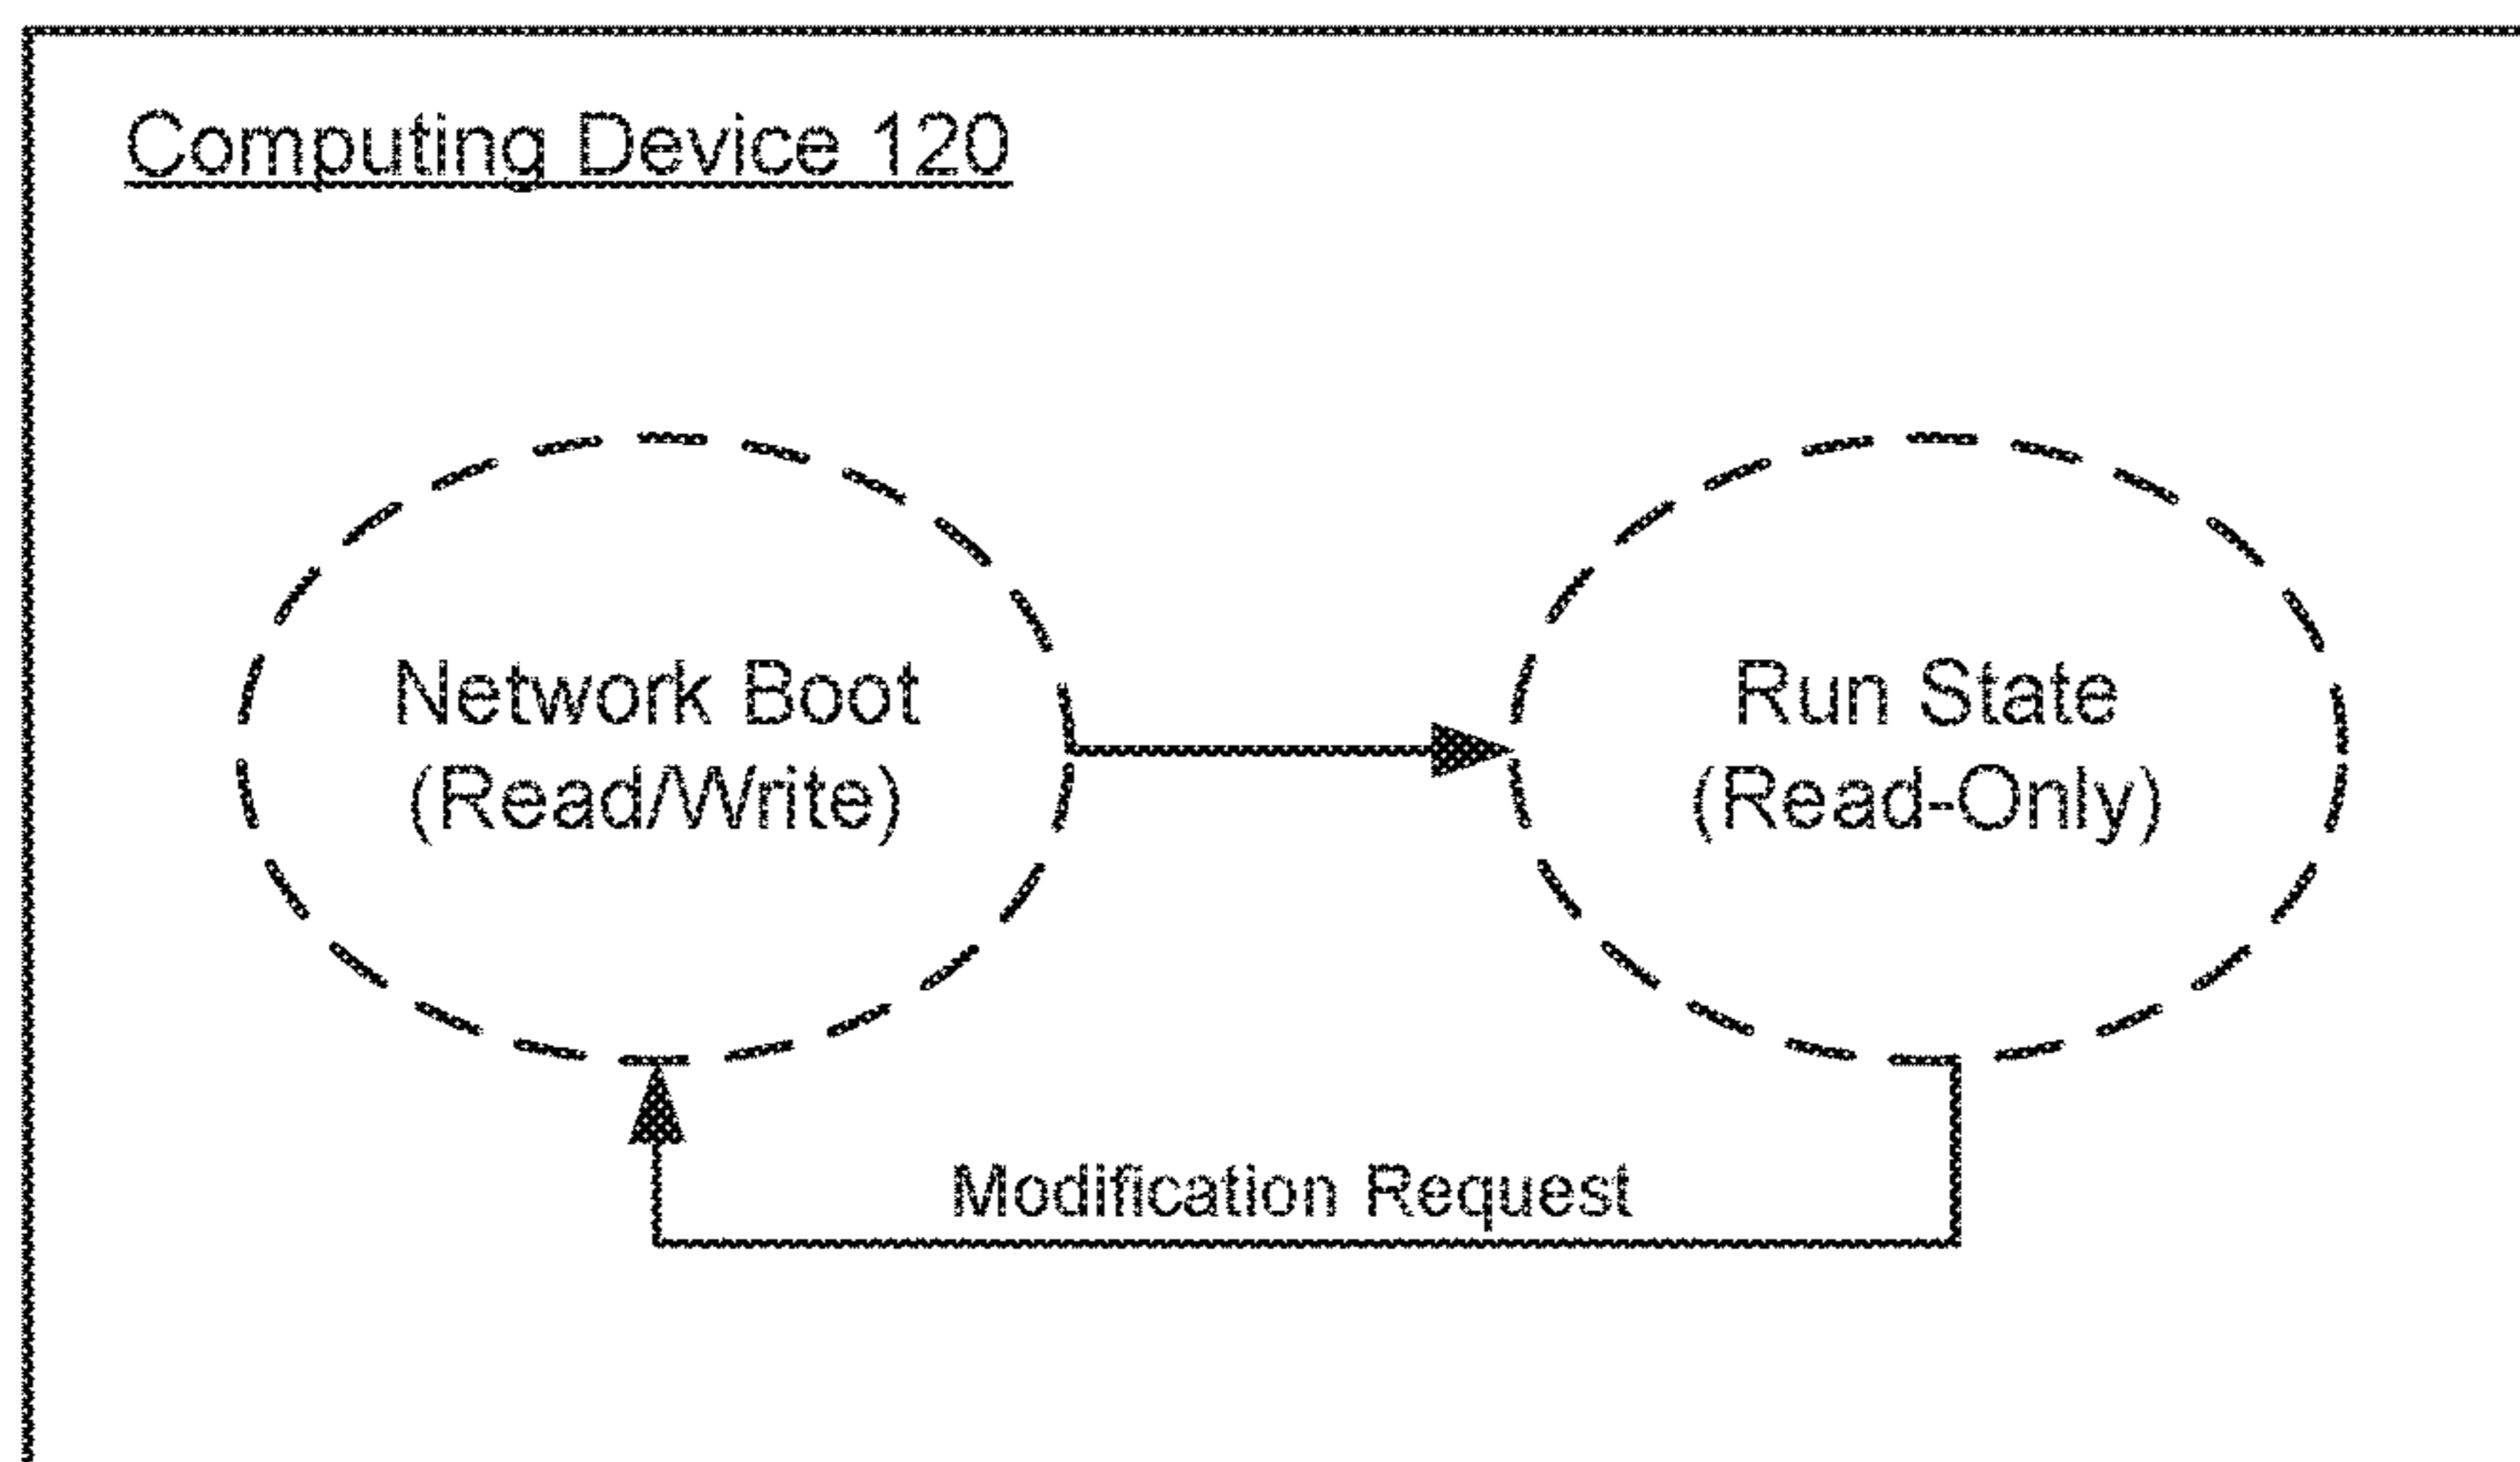 Computing Device 120
Network Boot
(Read/Write)
Run State
(Read-Only)
Modification Request